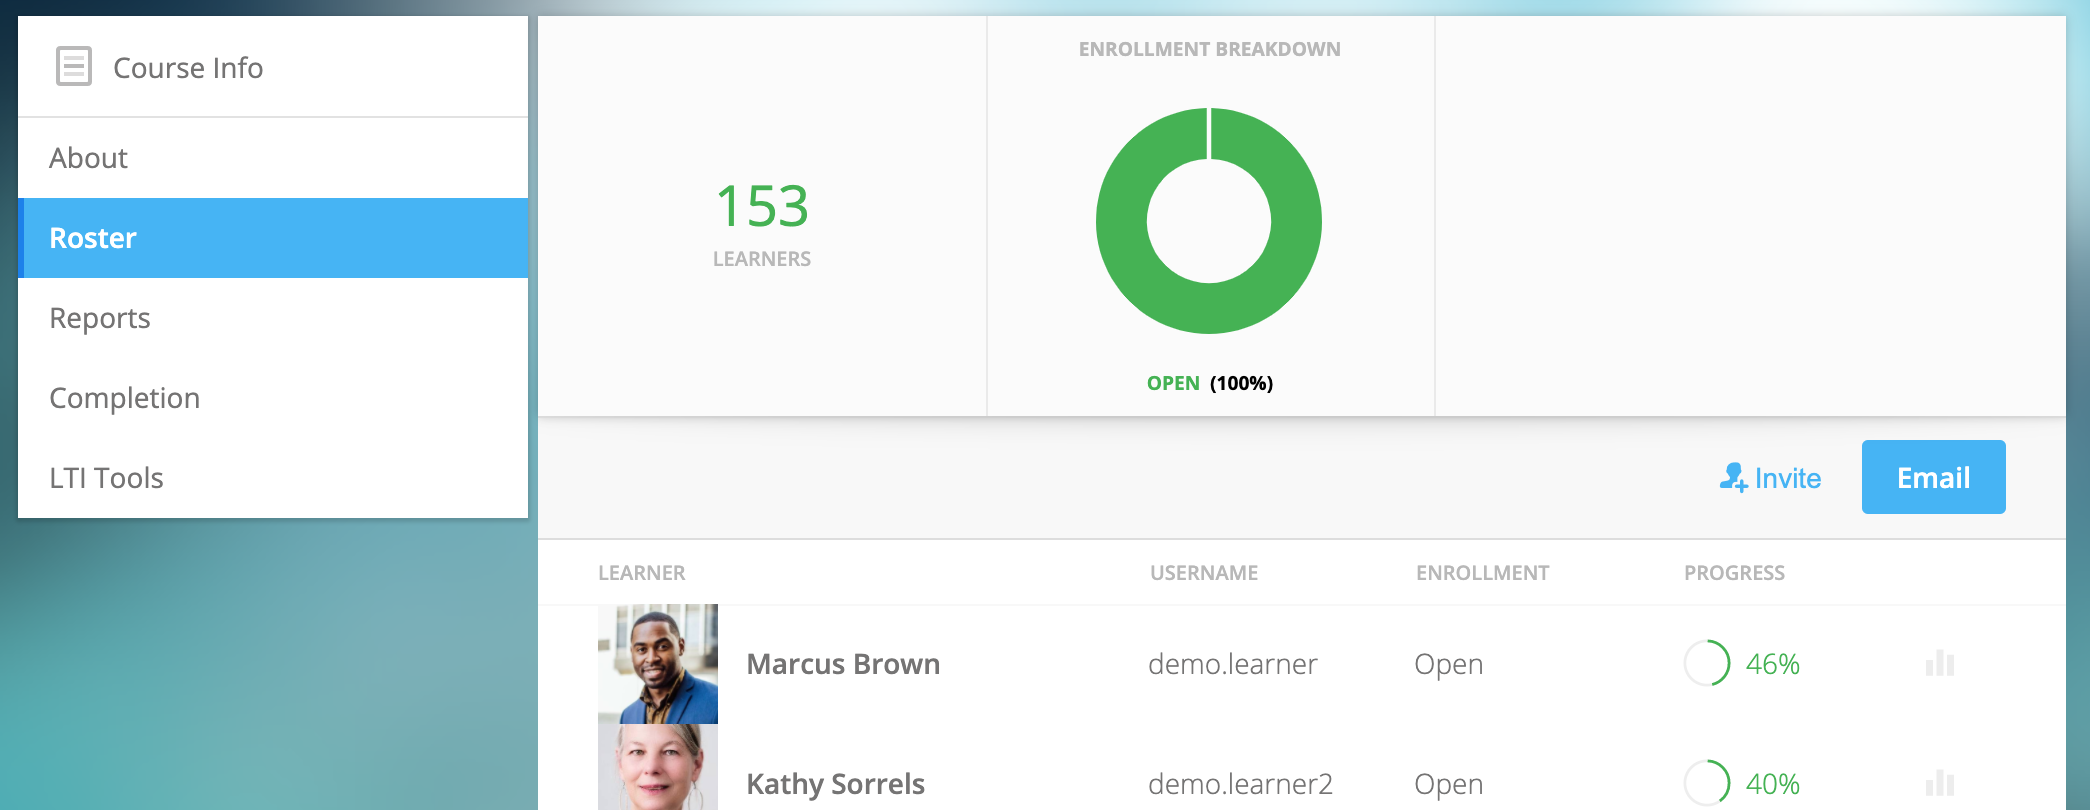 Course Info
About
Roster
Reports
Completion
LTI Tools
153
LEARNERS
ENROLLMENT BREAKDOWN
OPEN (100%)
Invite
Email
LEARNER USERNAME ENROLLMENT PROGRESS
Marcus Brown demo.learner Open 46%
Kathy Sorrels demo.learner2 Open 40%